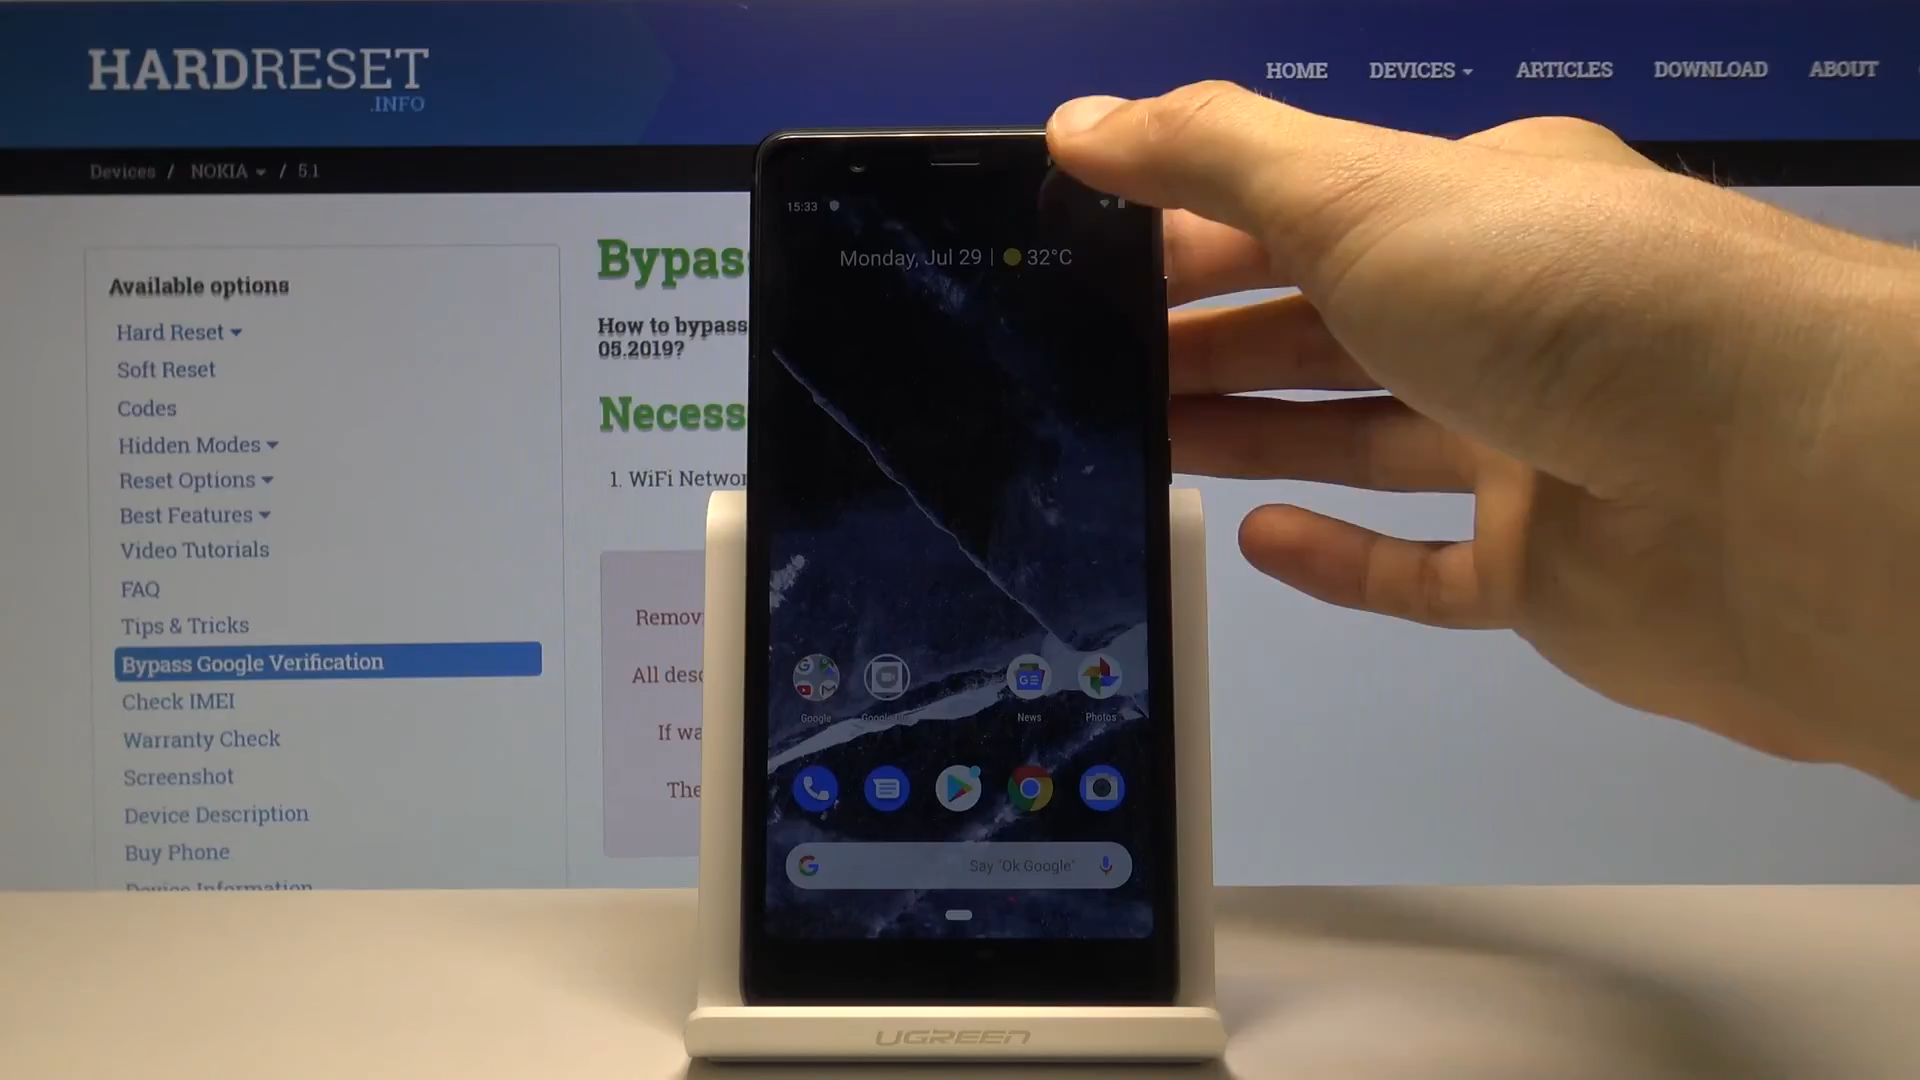 HARDRESET
.INFO
HOME DEVICES ARTICLES DOWNLOAD ABOUT
Devices / NOKIA / 5.1
Available options
Hard Reset
Soft Reset
Codes
Hidden Modes
Reset Options
Best Features
Video Tutorials
FAQ
Tips & Tricks
Bypass Google Verification
Check IMEI
Warranty Check
Screenshot
Device Description
Buy Phone
Device Information
Bypas
How to bypass
05.2019?
Necess
1. WiFi Networ
Remov
All desc
If wa
The
15:33
Monday, Jul 29 | 32°C
Google
News
Photos
Say "Ok Google"
UGREEN